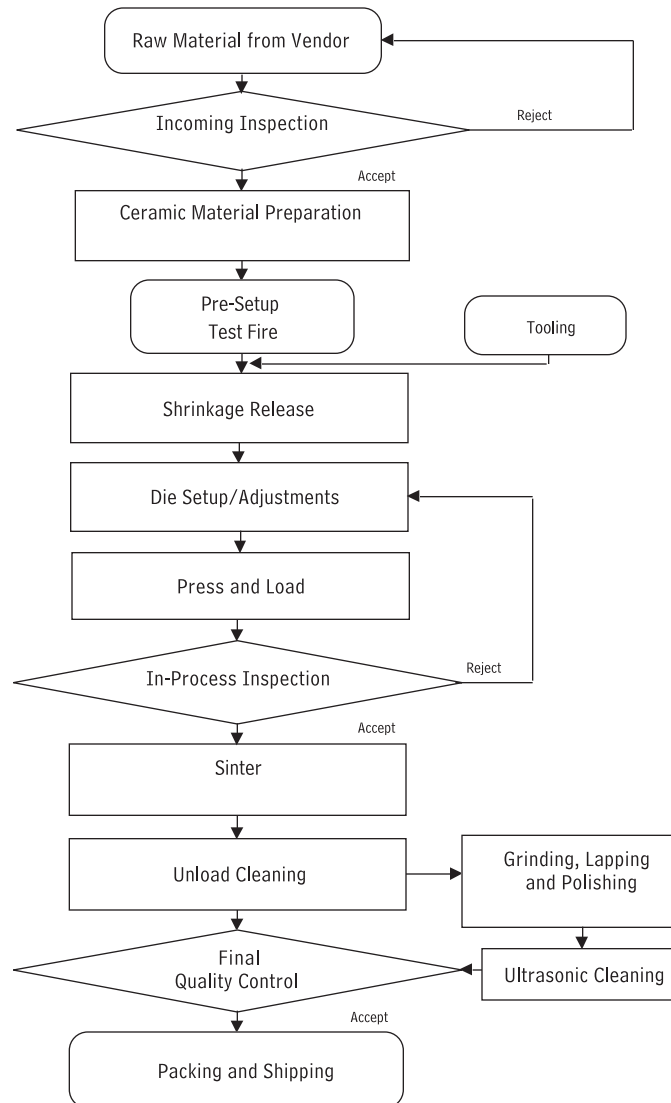 Raw Material from Vendor
Incoming Inspection
Reject
Accept
Ceramic Material Preparation
Pre-Setup
Test Fire
Tooling
Shrinkage Release
Die Setup/Adjustments
Press and Load
In-Process Inspection
Reject
Accept
Sinter
Unload Cleaning
Grinding, Lapping
and Polishing
Final
Quality Control
Ultrasonic Cleaning
Accept
Packing and Shipping